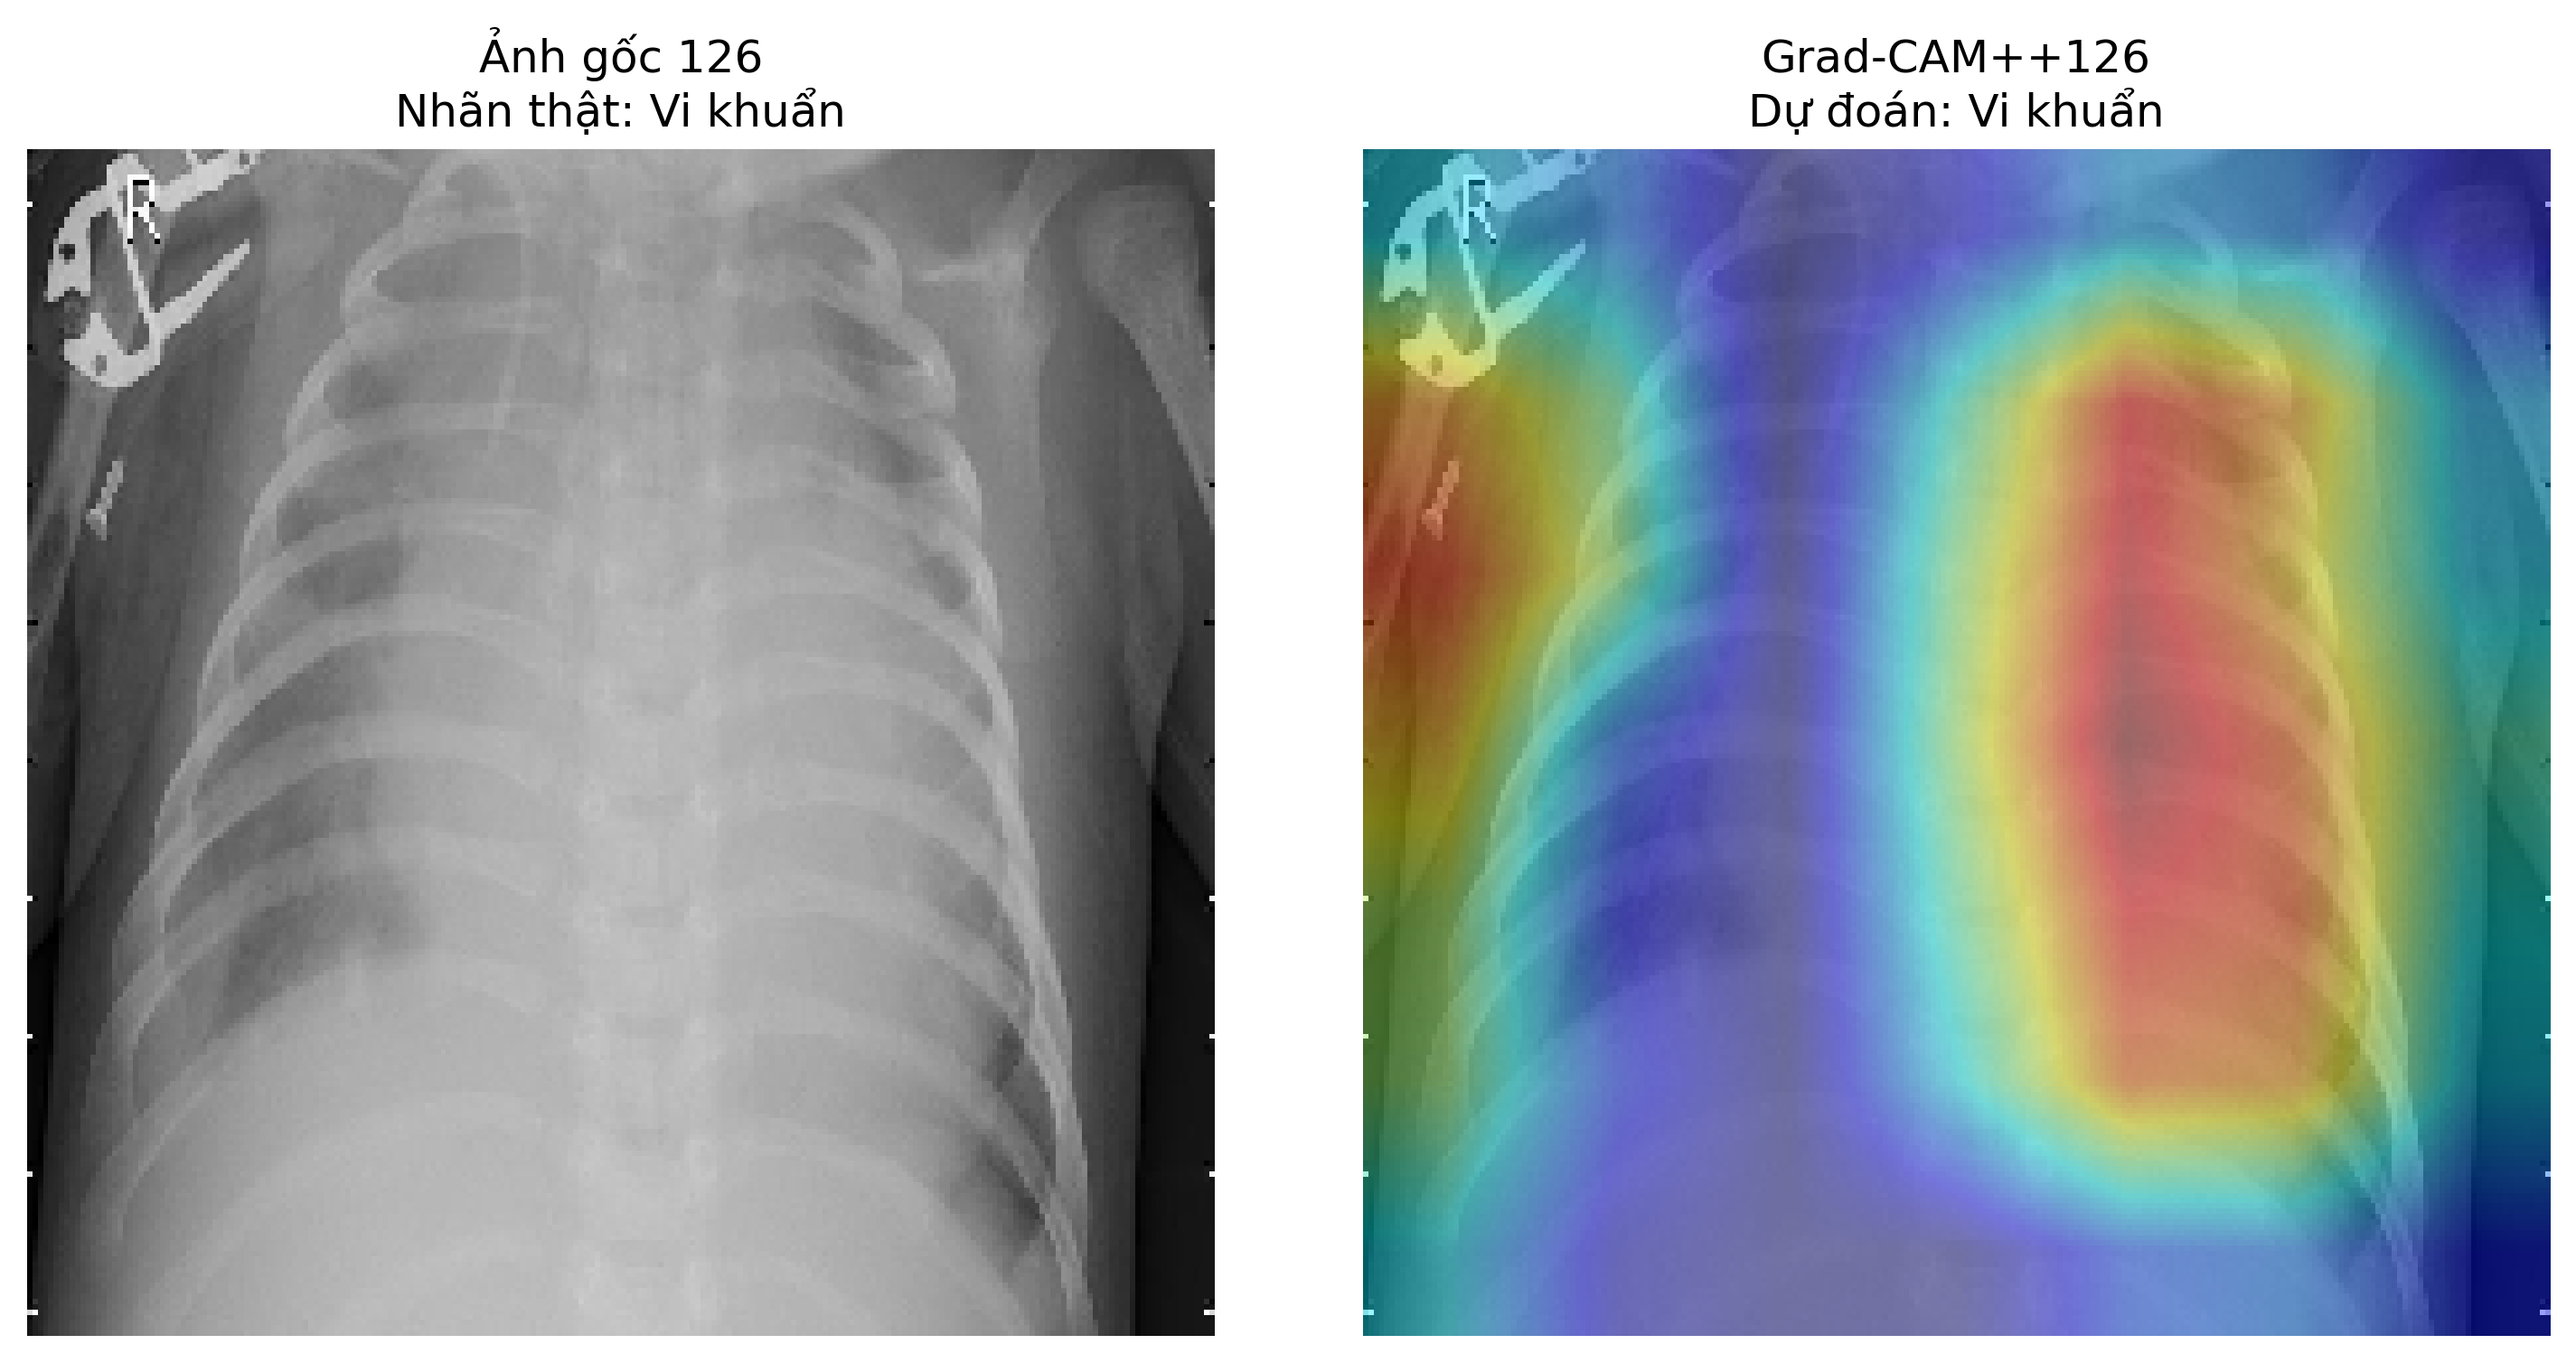 Ảnh gốc 126
Nhãn thật: Vi khuẩn
Grad-CAM++126
Dự đoán: Vi khuẩn
R
R